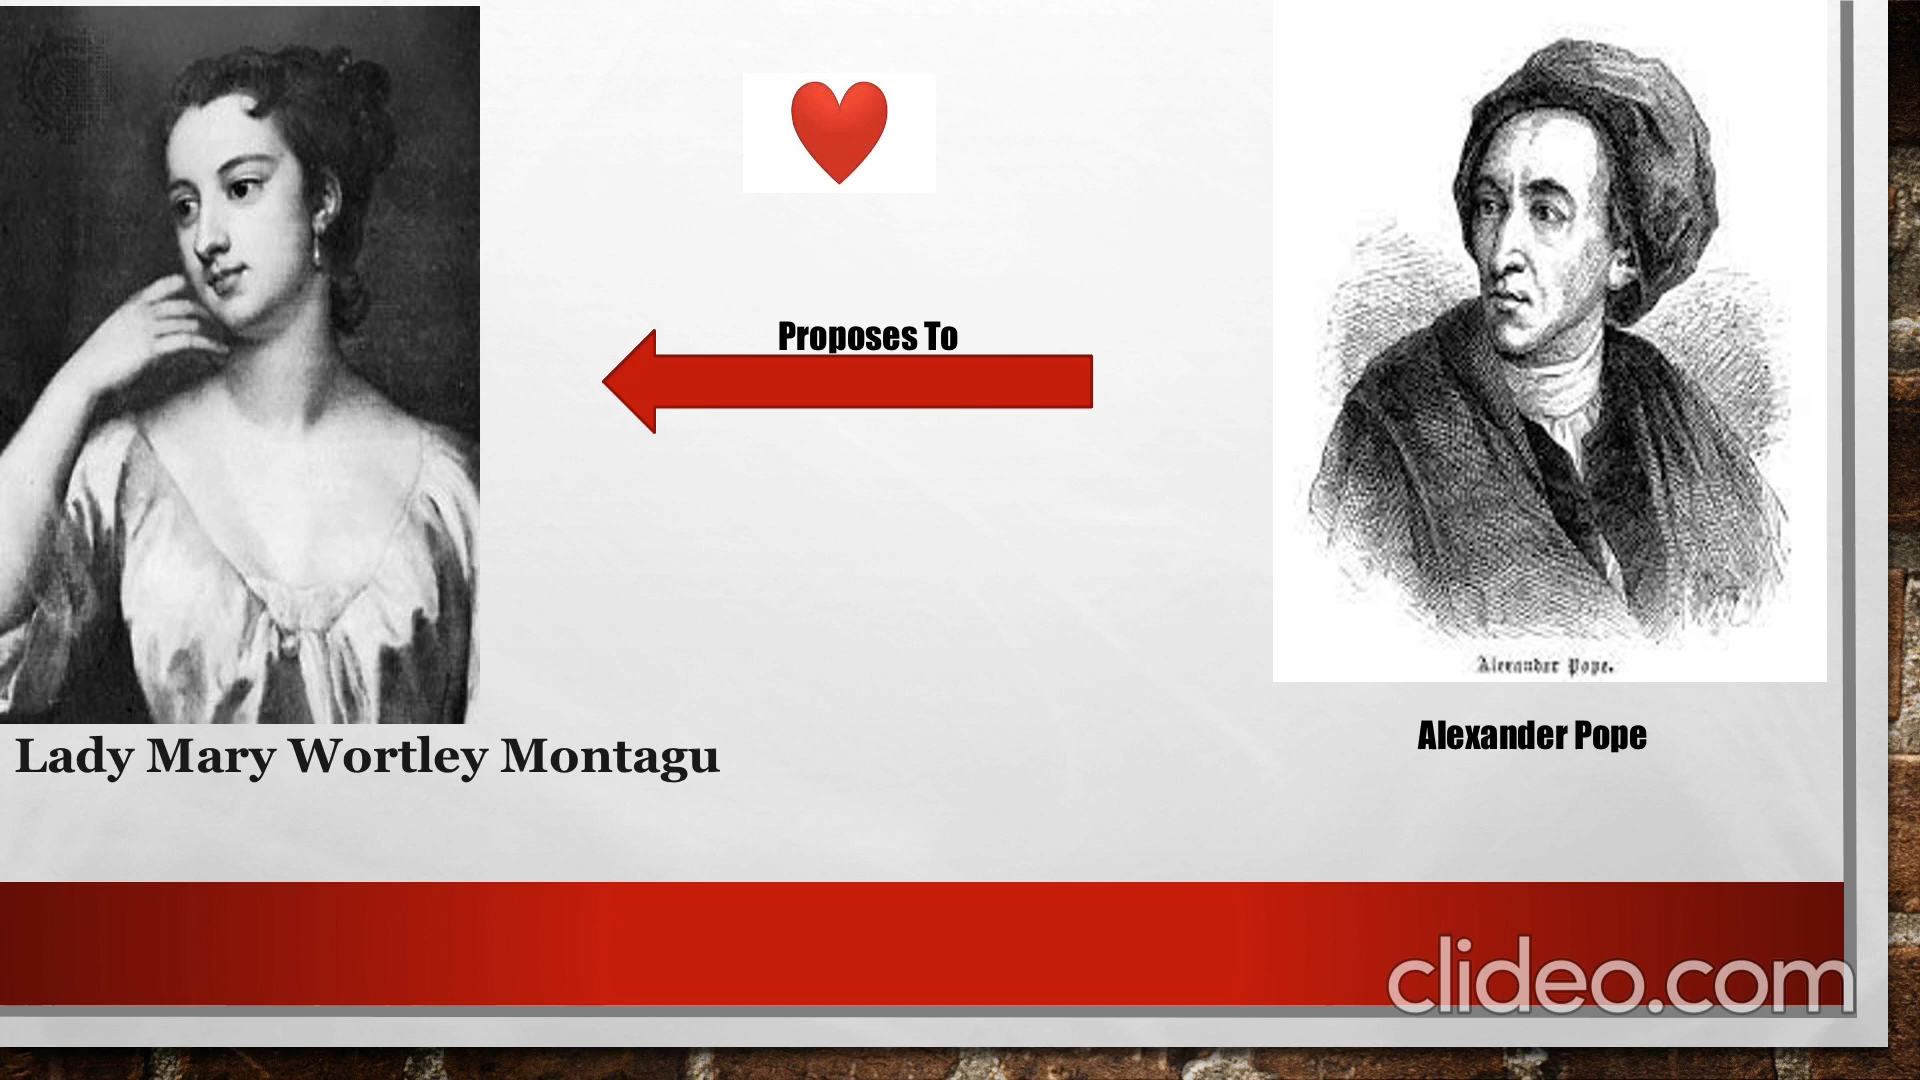 Proposes To
Alexander Pope.
Alexander Pope
Lady Mary Wortley Montagu
clideo.com